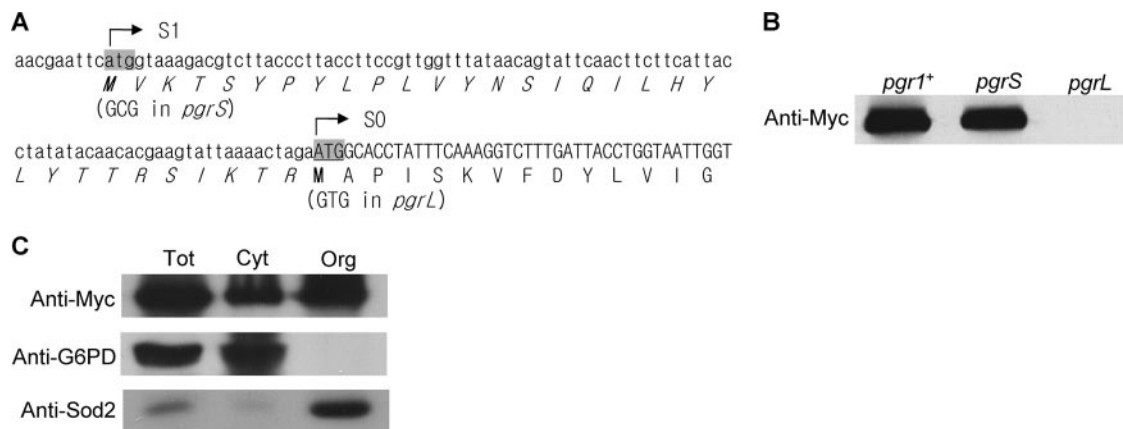 A
S1
aacgaattcatggtaaagacgtcttacccttaccttccgttggtttataacagtattcaacttcttcattac
M V K T S Y P Y L P L V Y N S I Q L L H Y
(GCG in pgrS)
S0
ctatatacaacacgaagtattaaaactagaATGGCACCTATTTCAAAGGTCTTTGATTACCTGGTAATTGGT
L Y T T R S I K T R M A P I S K V F D Y L V I G
(GTG in pgrL)
B
pgr1+ pgrS pgrL
Anti-Myc
C
Tot Cyt Org
Anti-Myc
Anti-G6PD
Anti-Sod2